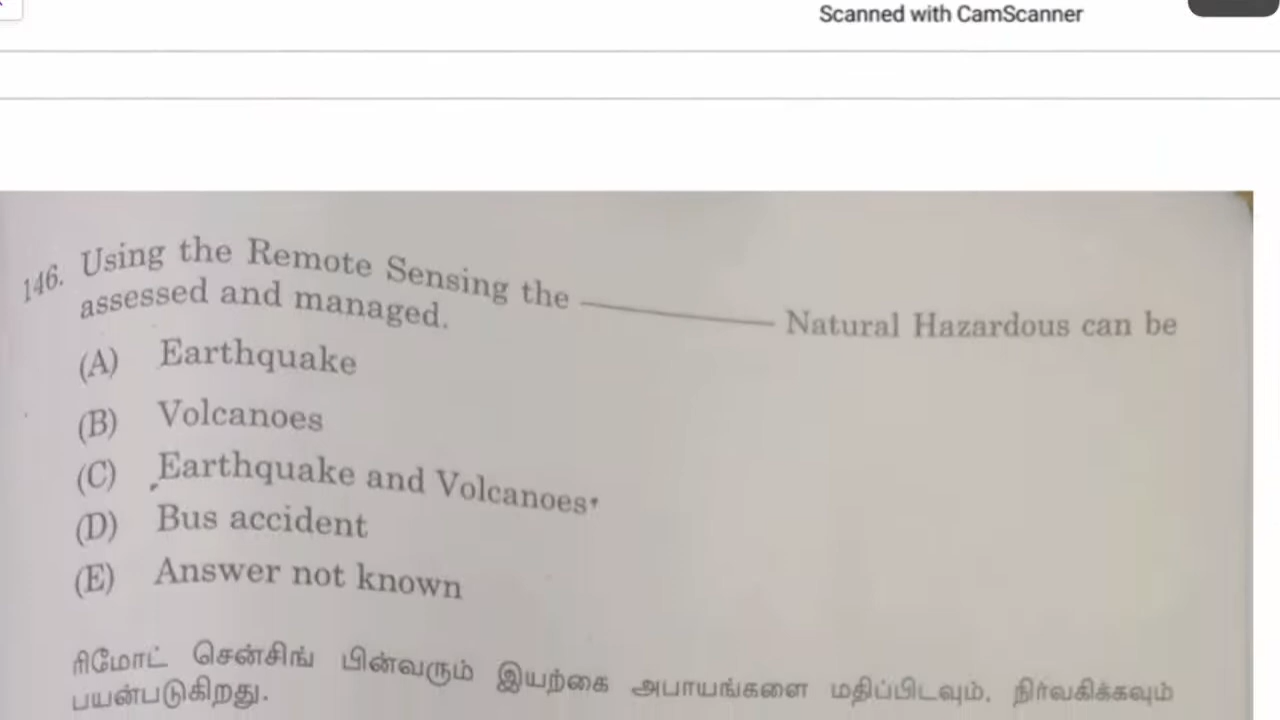 Scanned with CamScanner
146. Using the Remote Sensing the ________ Natural Hazardous can be
assessed and managed.
(A) Earthquake
(B) Volcanoes
(C) Earthquake and Volcanoes
(D) Bus accident
(E) Answer not known
ரிமோட் சென்சிங் பின்வரும் இயற்கை அபாயங்களை மதிப்பிடவும், நிர்வகிக்கவும்
பயன்படுகிறது.